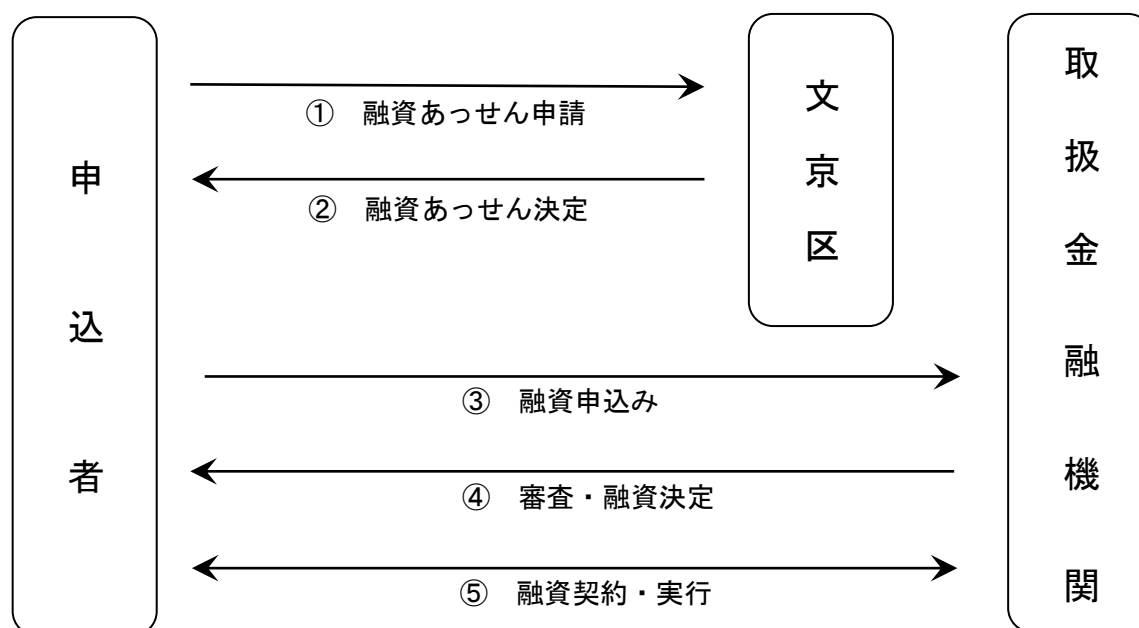 申込者
① 融資あっせん申請
② 融資あっせん決定
文京区
③ 融資申込み
④ 審査・融資決定
⑤ 融資契約・実行
取扱金融機関